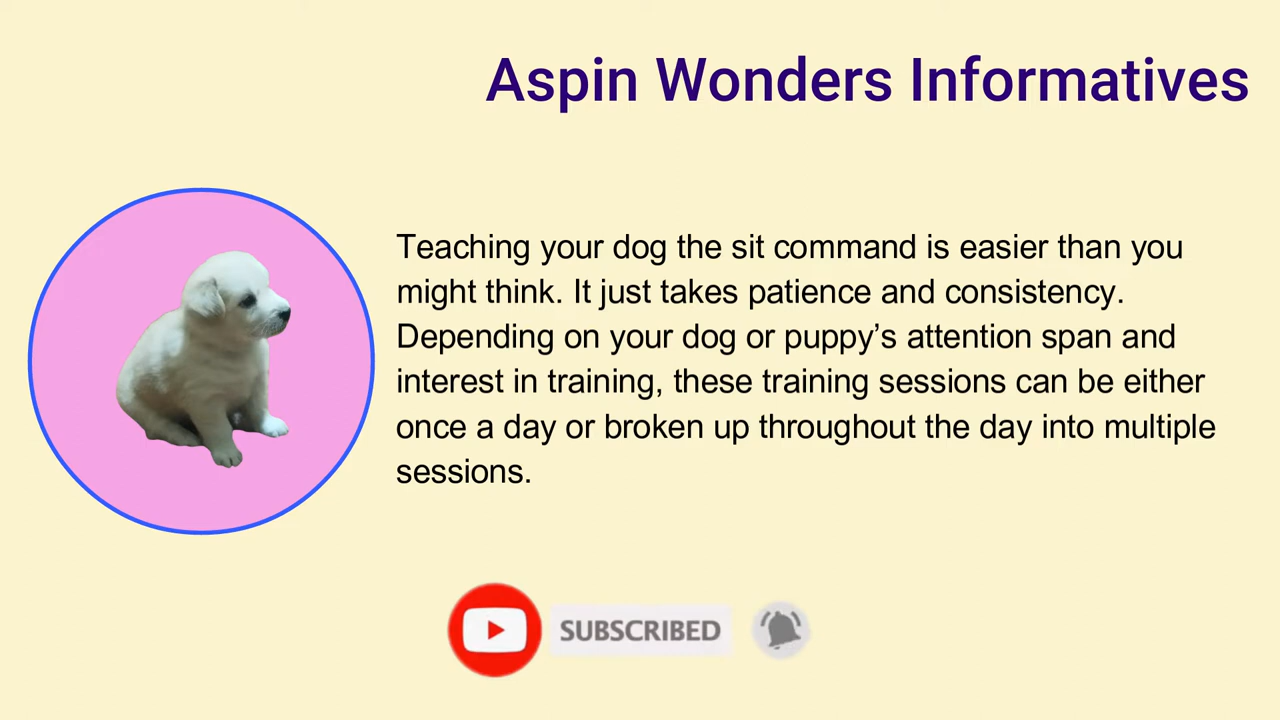 Aspin Wonders Informatives
Teaching your dog the sit command is easier than you
might think. It just takes patience and consistency.
Depending on your dog or puppy’s attention span and
interest in training, these training sessions can be either
once a day or broken up throughout the day into multiple
sessions.
SUBSCRIBED